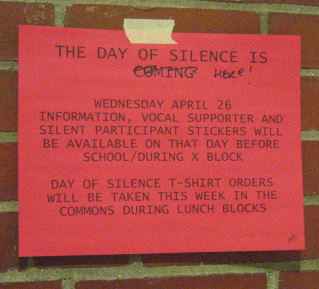 THE DAY OF SILENCE IS
COMING HERE!
WEDNESDAY APRIL 26
INFORMATION, VOCAL SUPPORTER AND
SILENT PARTICIPANT STICKERS WILL
BE AVAILABLE ON THAT DAY BEFORE
SCHOOL/DURING X BLOCK
DAY OF SILENCE T-SHIRT ORDERS
WILL BE TAKEN THIS WEEK IN THE
COMMONS DURING LUNCH BLOCKS